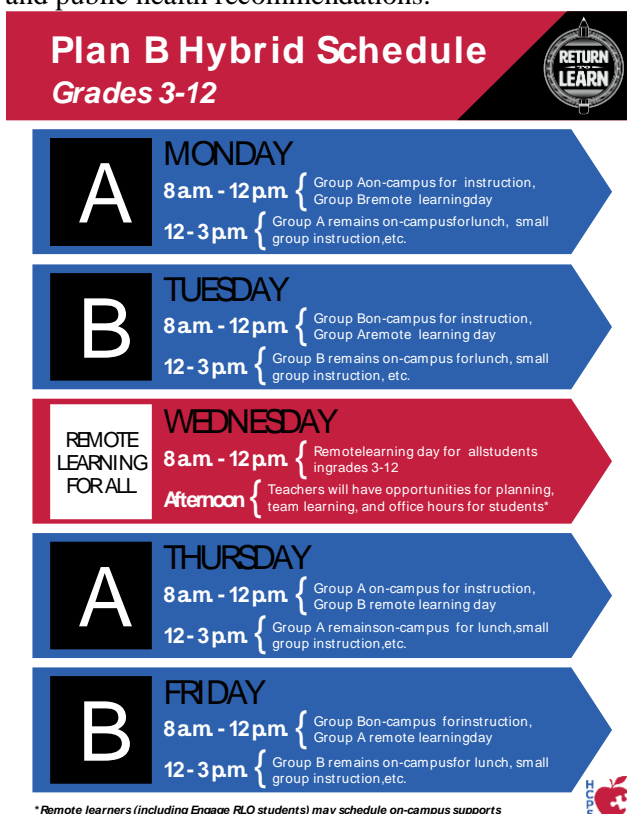 and public health recommendations.
Plan B Hybrid Schedule
Grades 3-12
RETURN
TO
LEARN
A
MONDAY
8 a.m. - 12 p.m. { Group A on-campus for instruction,
Group B remote learning day
12 - 3 p.m. { Group A remains on-campus for lunch, small
group instruction, etc.
B
TUESDAY
8 a.m. - 12 p.m. { Group B on-campus for instruction,
Group A remote learning day
12 - 3 p.m. { Group B remains on-campus for lunch, small
group instruction, etc.
REMOTE
LEARNING
FOR ALL
WEDNESDAY
8 a.m. - 12 p.m. { Remote learning day for all students
in grades 3-12
Afternoon { Teachers will have opportunities for planning,
team learning, and office hours for students*
A
THURSDAY
8 a.m. - 12 p.m. { Group A on-campus for instruction,
Group B remote learning day
12 - 3 p.m. { Group A remains on-campus for lunch, small
group instruction, etc.
B
FRIDAY
8 a.m. - 12 p.m. { Group B on-campus for instruction,
Group A remote learning day
12 - 3 p.m. { Group B remains on-campus for lunch, small
group instruction, etc.
*Remote learners (including Engage RLO students) may schedule on-campus supports
HCPS